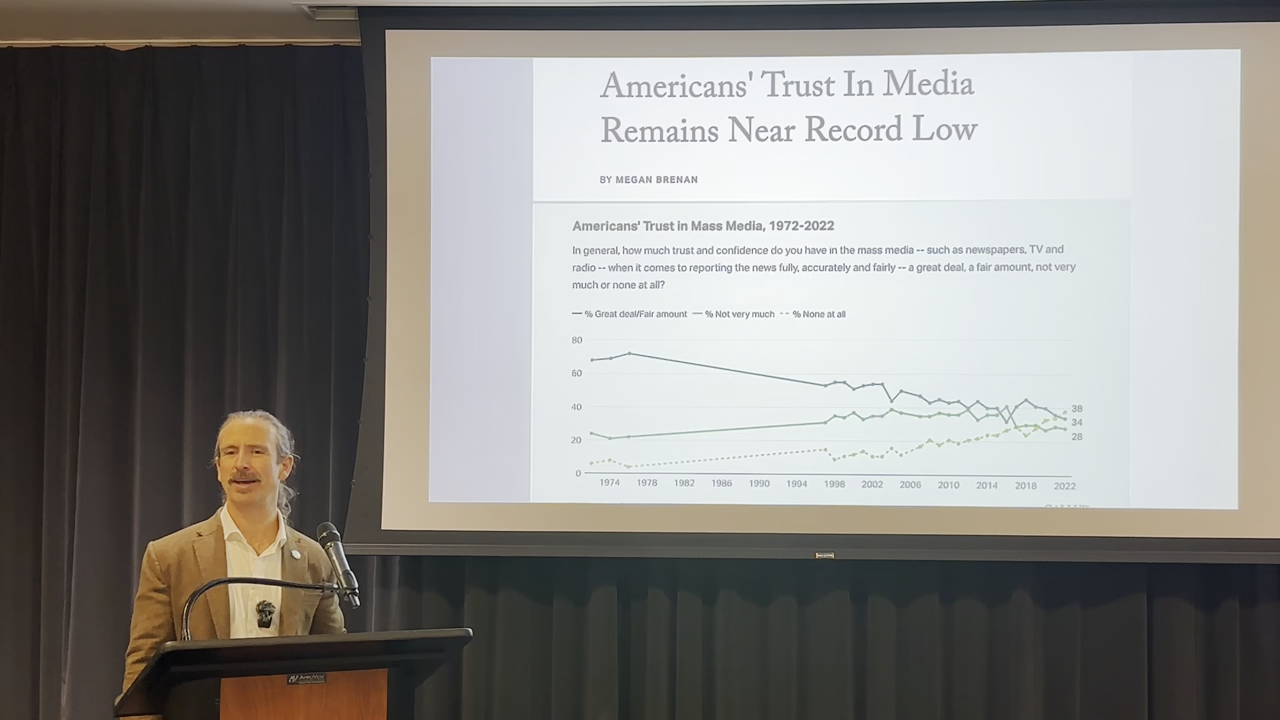 Americans' Trust In Media
Remains Near Record Low
BY MEGAN BRENAN
Americans' Trust in Mass Media, 1972-2022
In general, how much trust and confidence do you have in the mass media -- such as newspapers, TV and
radio -- when it comes to reporting the news fully, accurately and fairly -- a great deal, a fair amount, not very
much or none at all?
% Great deal/Fair amount % Not very much % None at all
80
60
40
20
0
38
34
28
1974 1978 1982 1986 1990 1994 1998 2002 2006 2010 2014 2018 2022